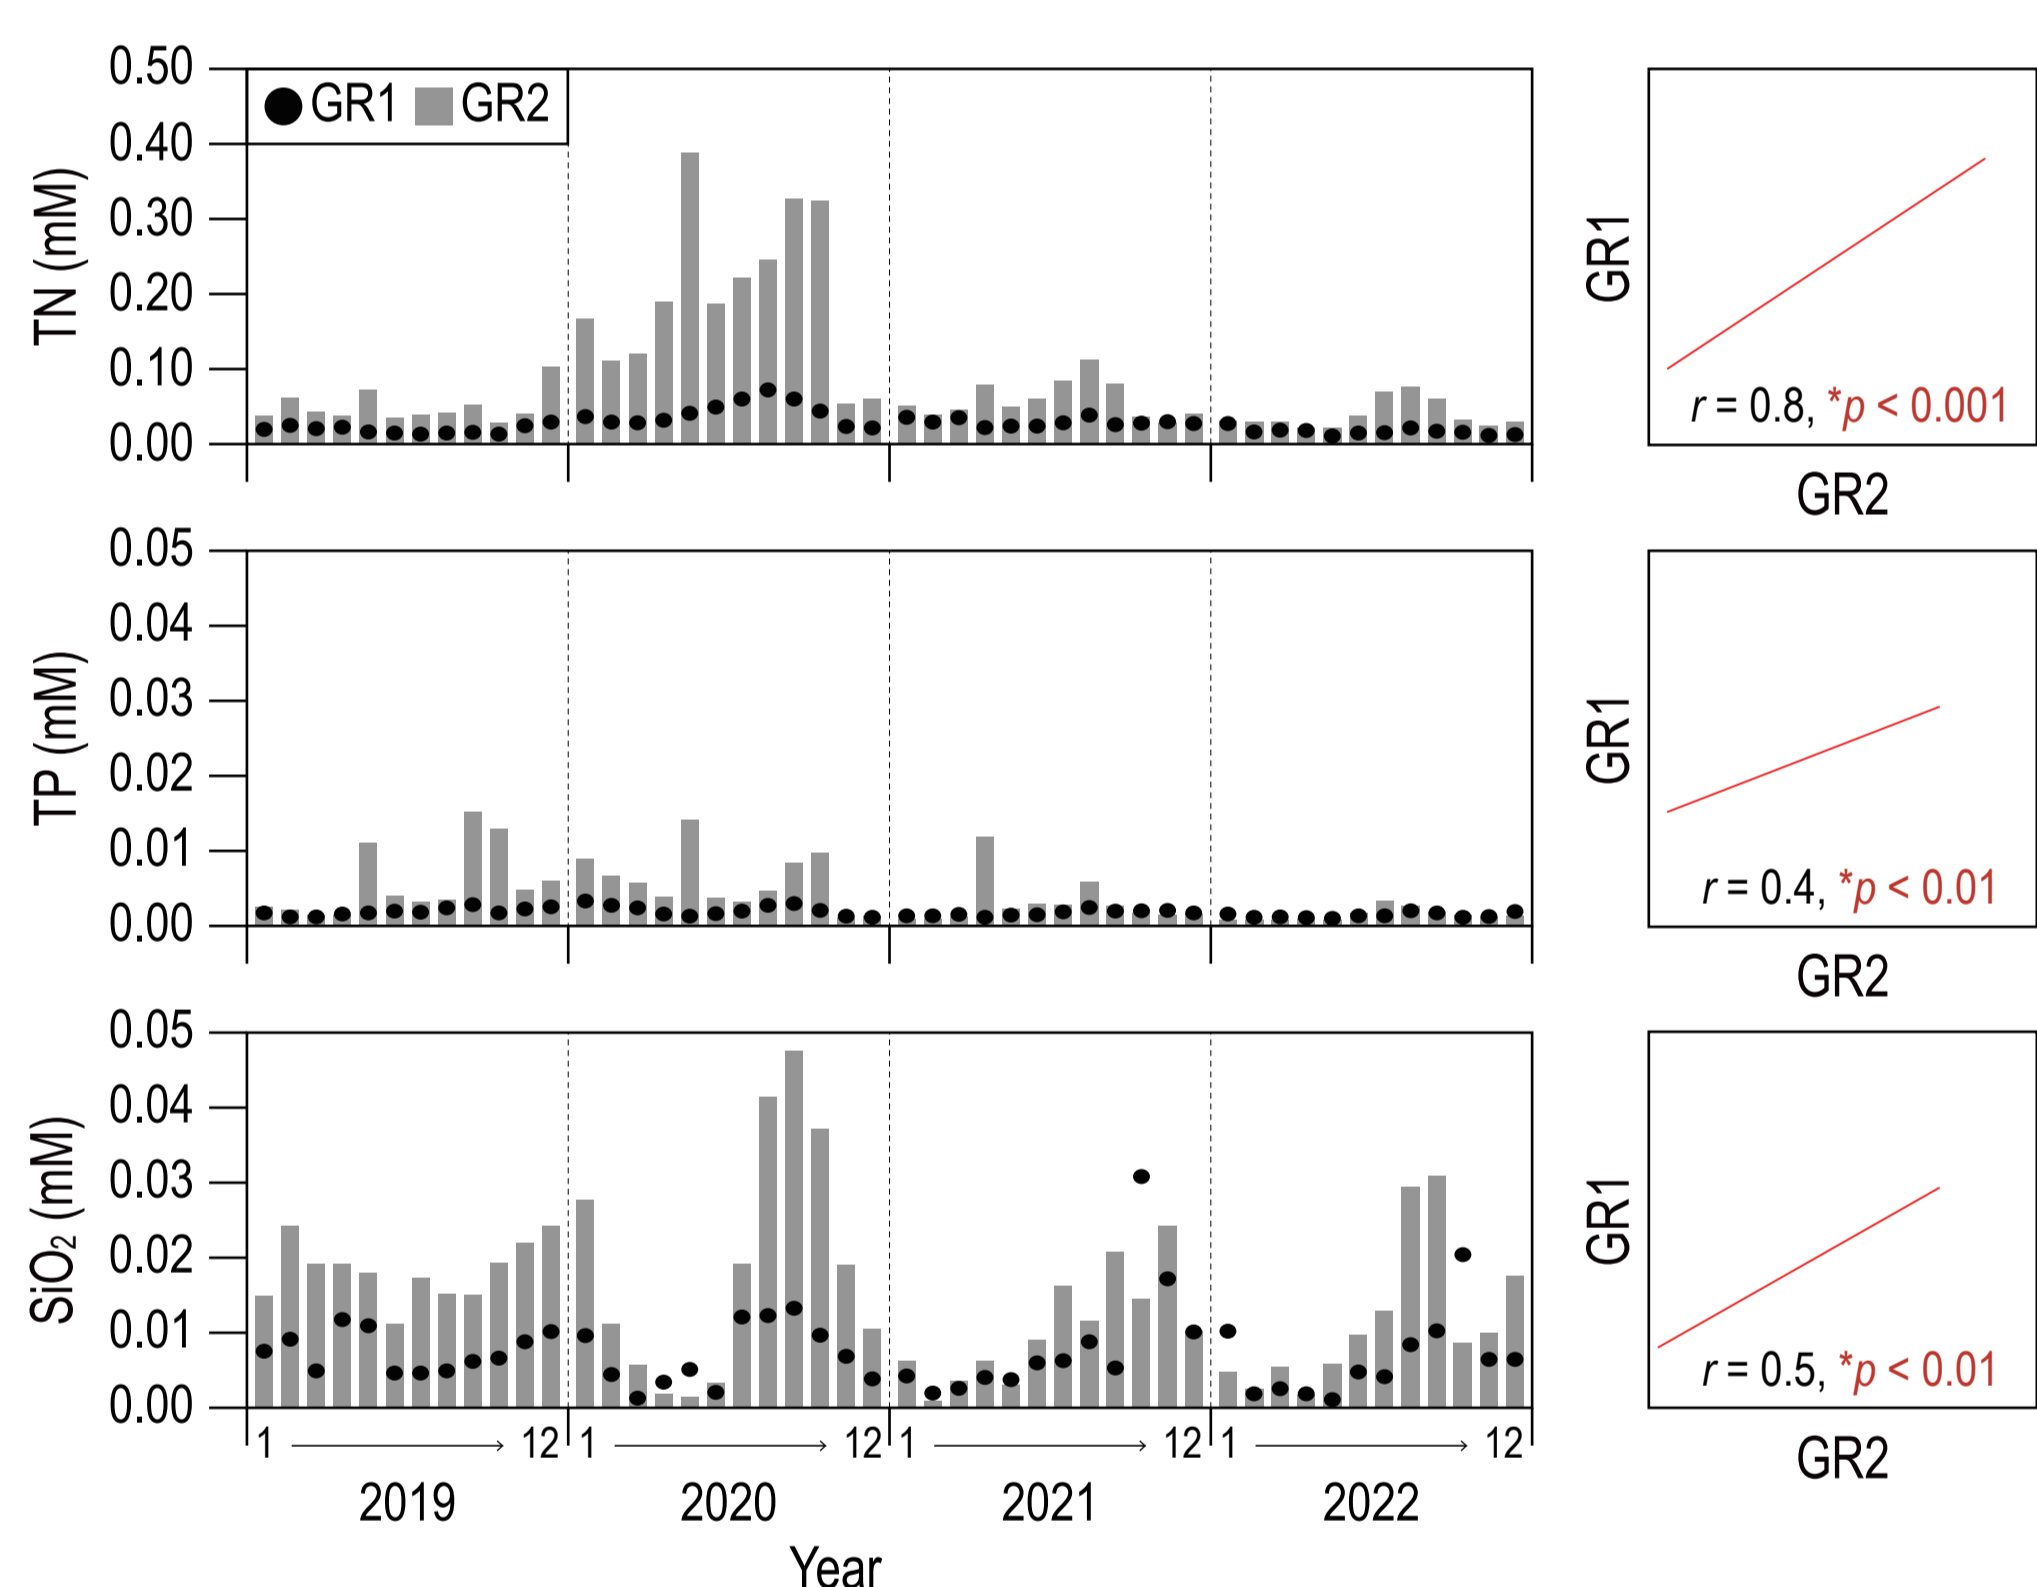 0.50
0.40
0.30
0.20
0.10
0.00
TN (mM)
GR1 GR2
GR1
r = 0.8, *p < 0.001
GR2
0.05
0.04
0.03
0.02
0.01
0.00
TP (mM)
GR1
r = 0.4, *p < 0.01
GR2
0.05
0.04
0.03
0.02
0.01
0.00
SiO₂ (mM)
GR1
r = 0.5, *p < 0.01
GR2
1 → 12 1 → 12 1 → 12 1 → 12
2019 2020 2021 2022
Year